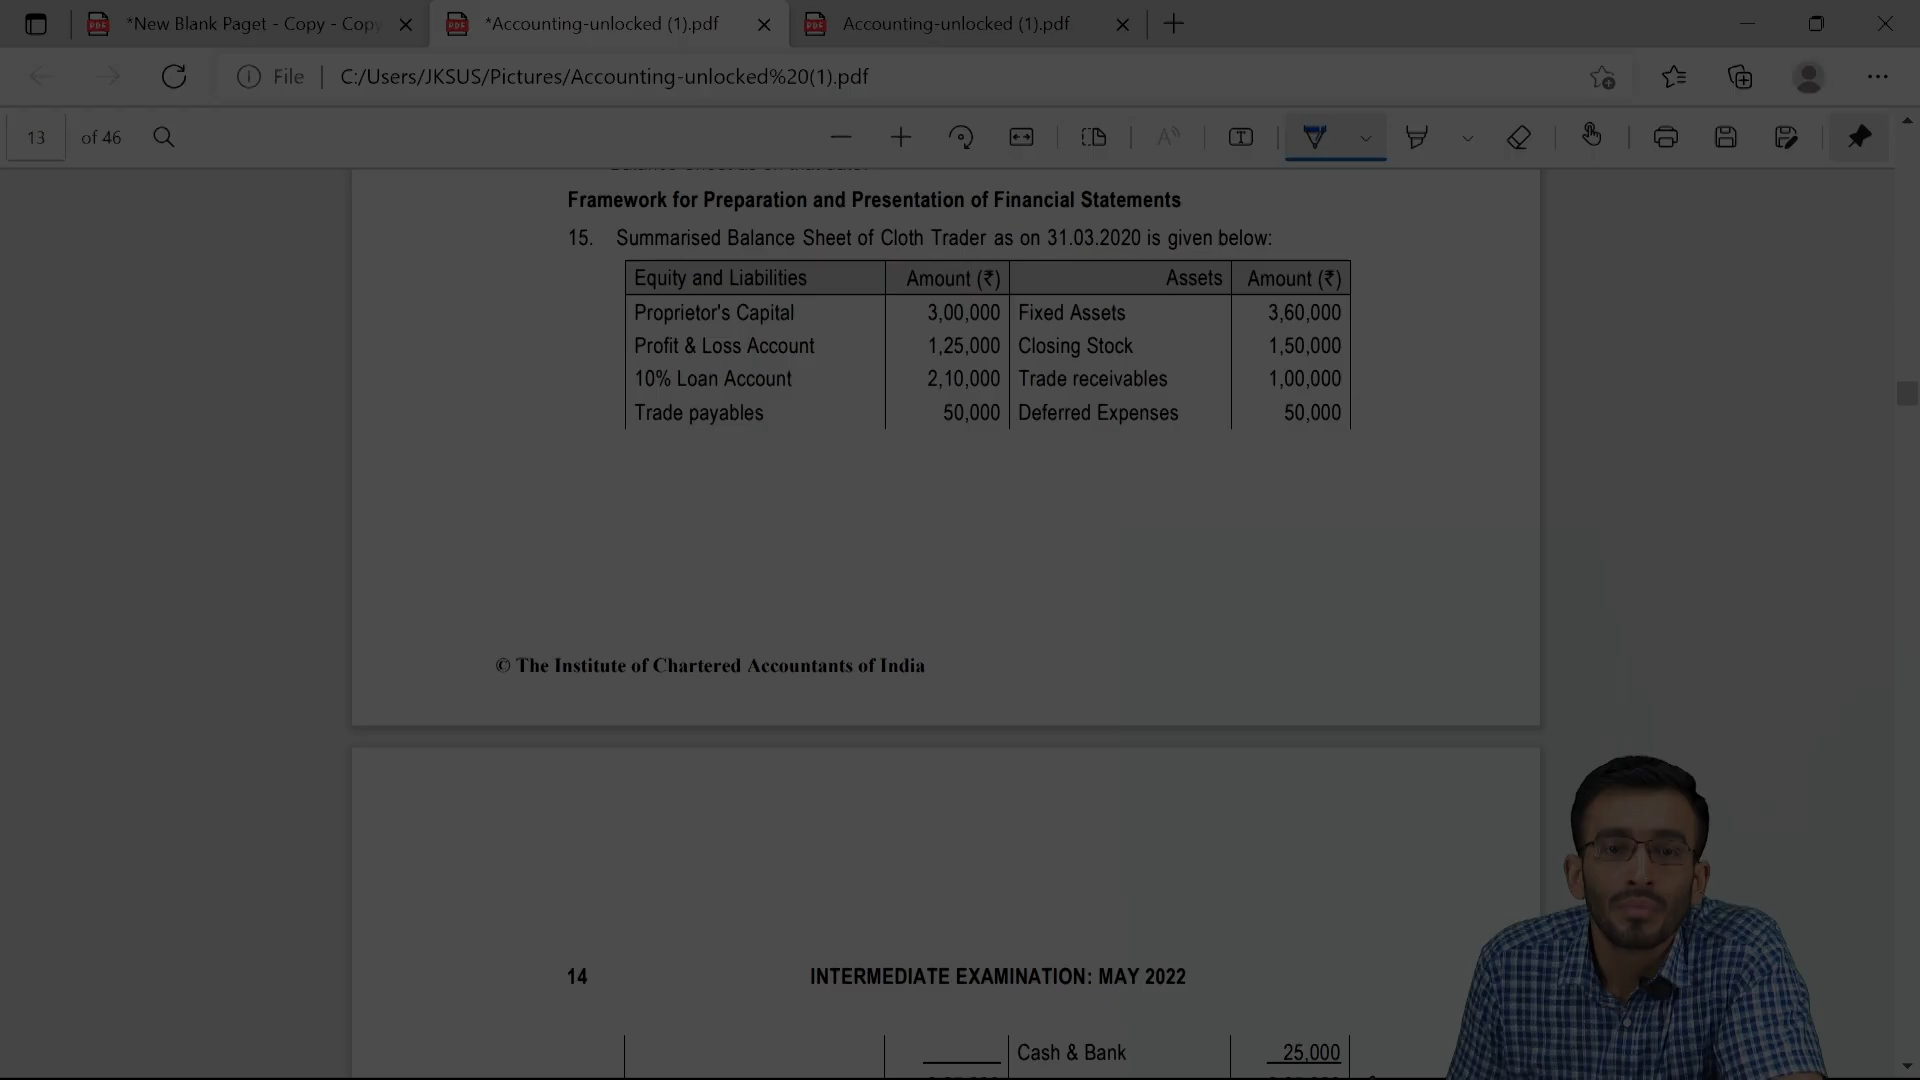 *New Blank Paget - Copy - Copy
*Accounting-unlocked (1).pdf
Accounting-unlocked (1).pdf
File
C:/Users/JKSUS/Pictures/Accounting-unlocked%20(1).pdf
13 of 46
Framework for Preparation and Presentation of Financial Statements
15. Summarised Balance Sheet of Cloth Trader as on 31.03.2020 is given below:
Equity and Liabilities Amount (₹) Assets Amount (₹)
Proprietor's Capital 3,00,000 Fixed Assets 3,60,000
Profit & Loss Account 1,25,000 Closing Stock 1,50,000
10% Loan Account 2,10,000 Trade receivables 1,00,000
Trade payables 50,000 Deferred Expenses 50,000
© The Institute of Chartered Accountants of India
14 INTERMEDIATE EXAMINATION: MAY 2022
Cash & Bank 25,000